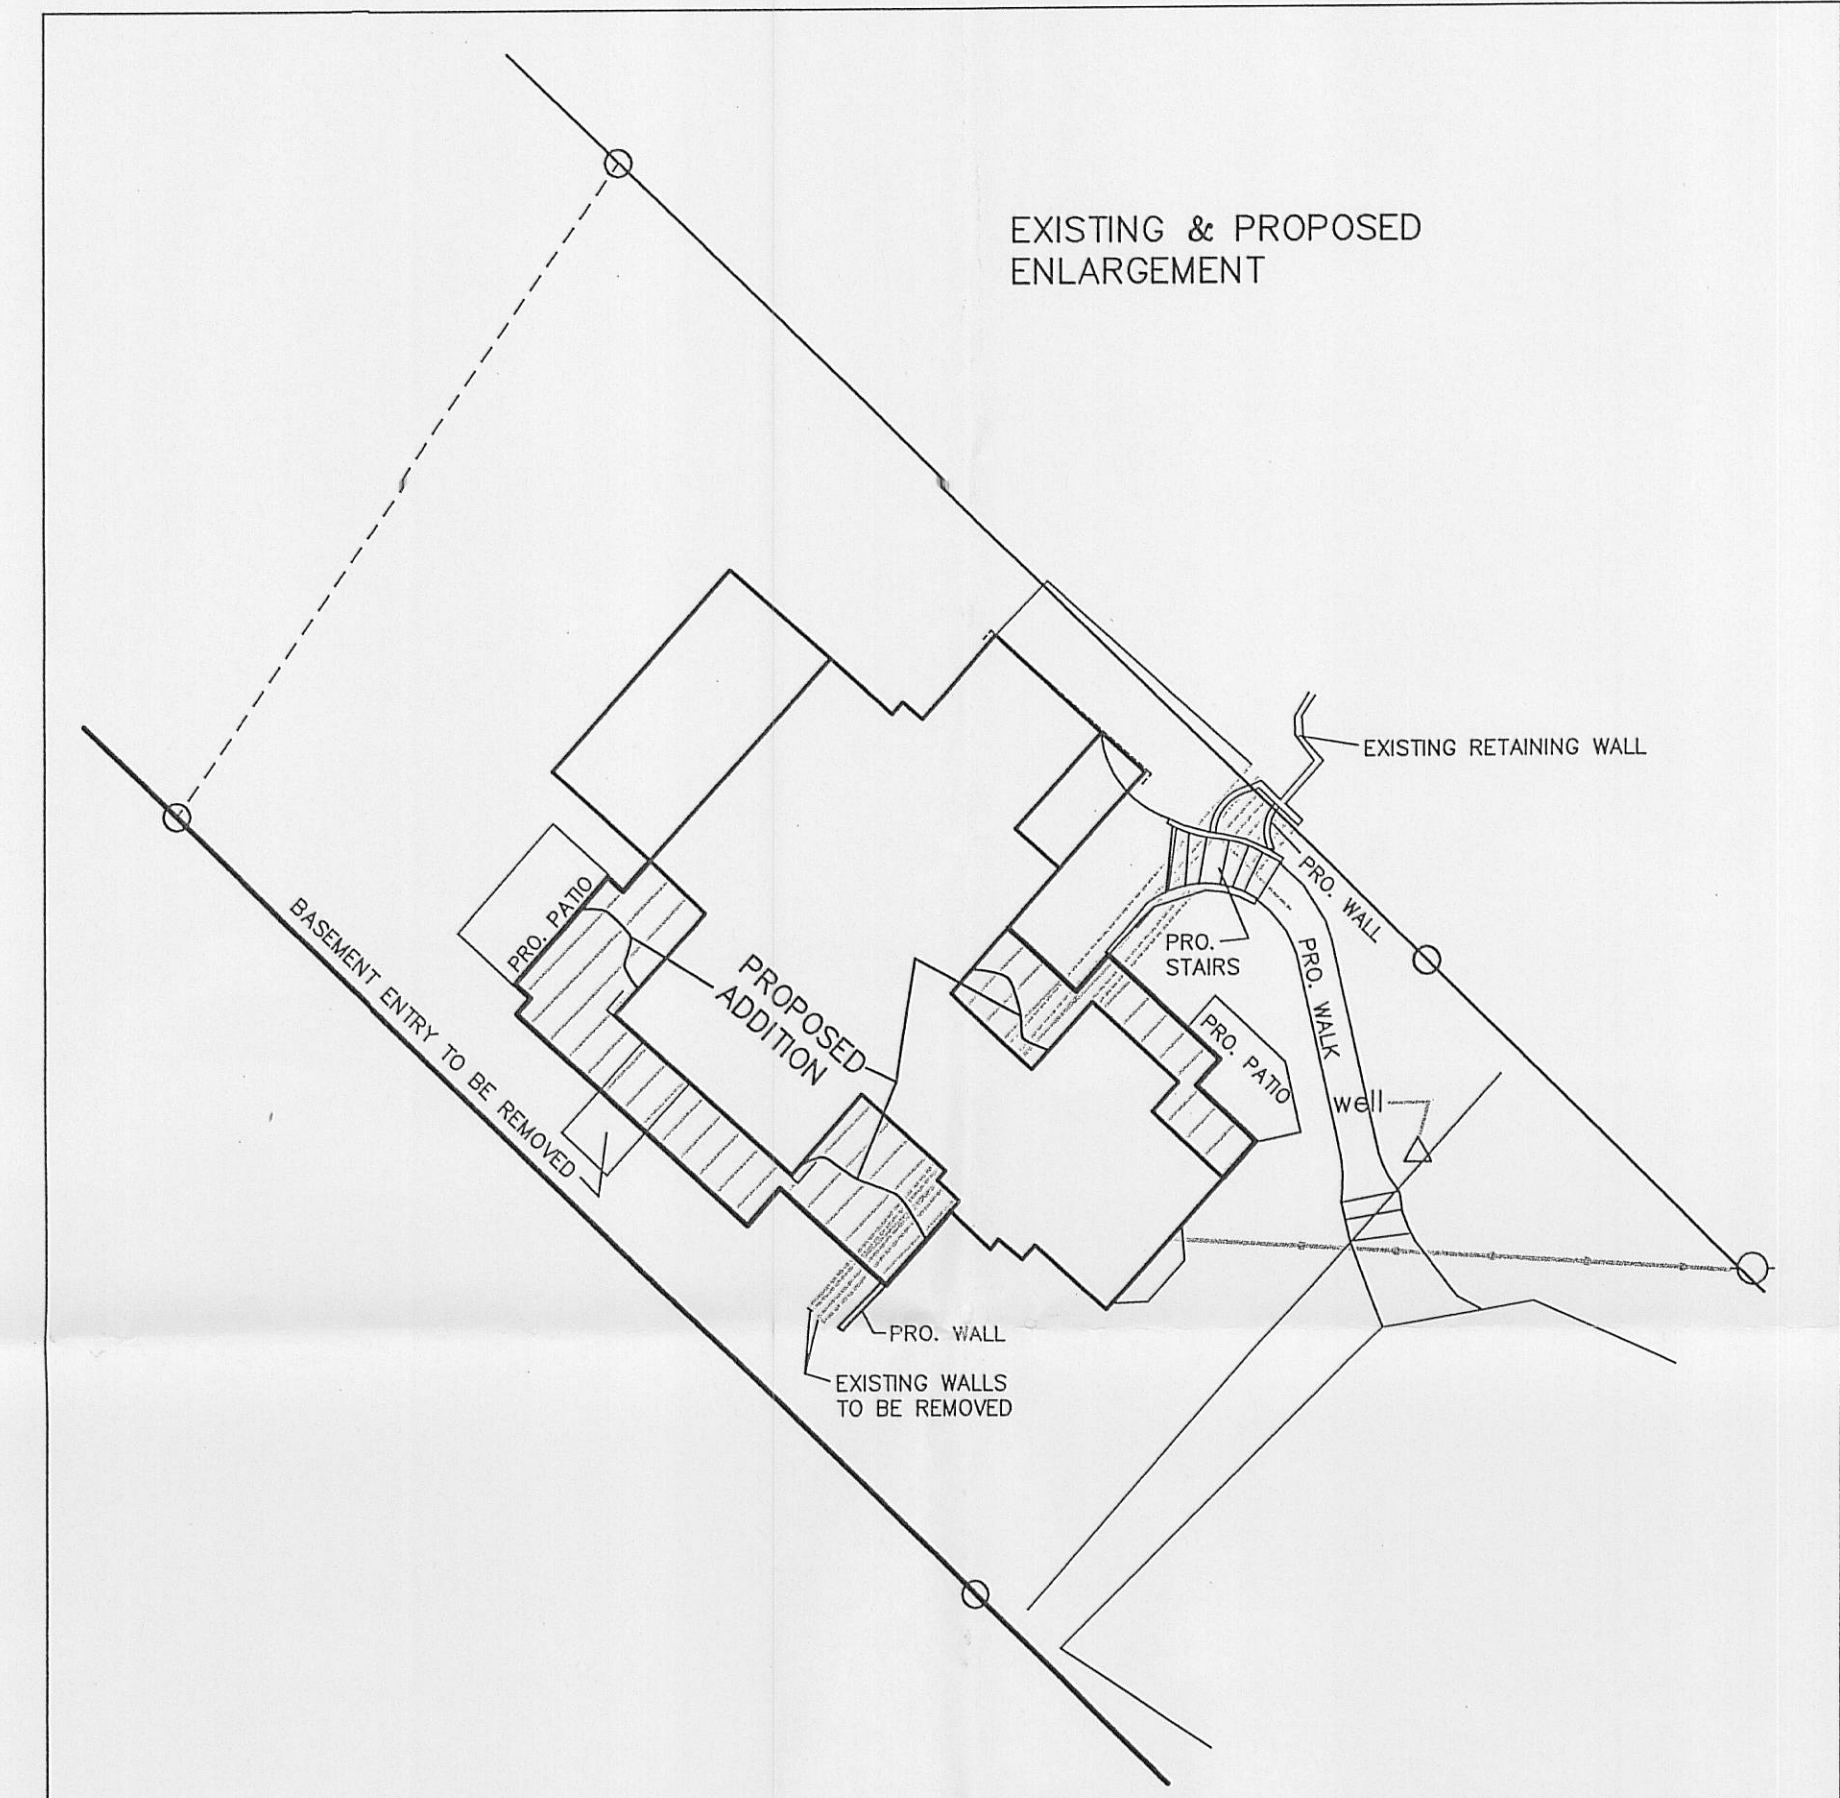 EXISTING & PROPOSED
ENLARGEMENT
EXISTING RETAINING WALL
PRO. WALL
PRO. PATIO
BASEMENT ENTRY TO BE REMOVED
PROPOSED
ADDITION
PRO.
STAIRS
PRO. WALK
PRO. PATIO
well
PRO. WALL
EXISTING WALLS
TO BE REMOVED